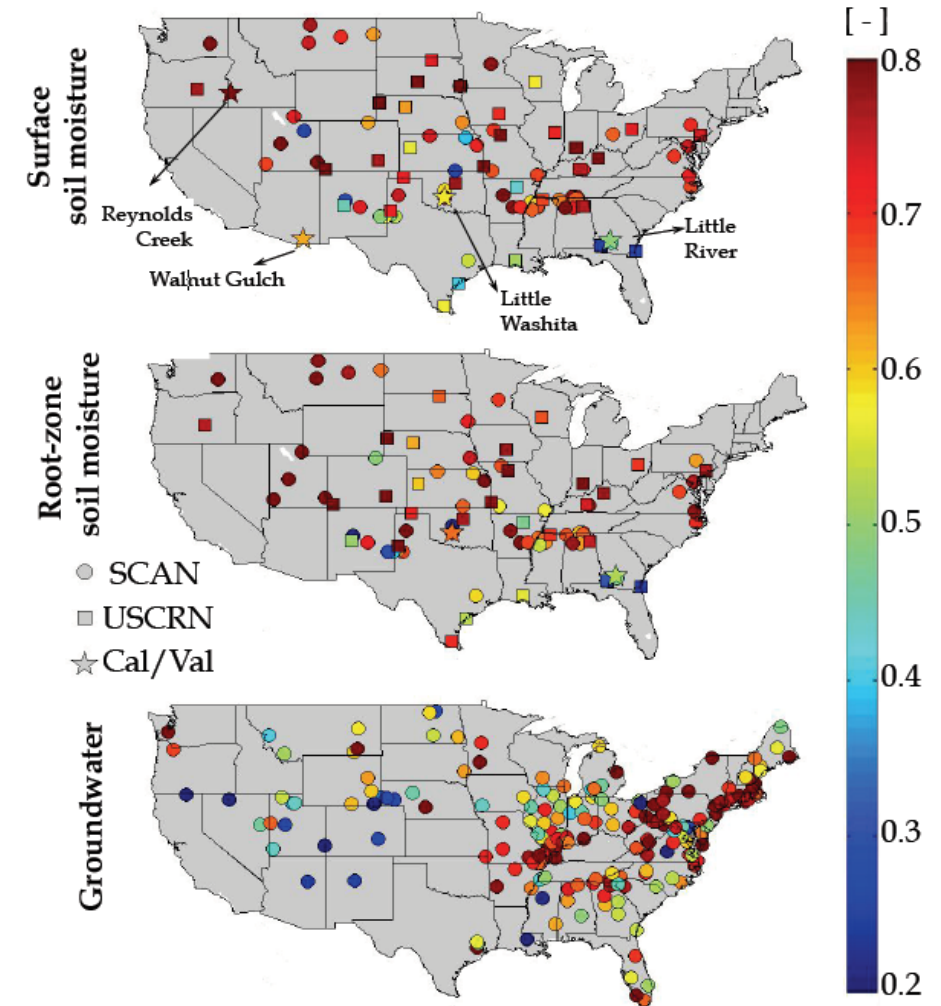 [ - ]
0.8
0.7
0.6
0.5
0.4
0.3
0.2
Surface
soil moisture
Reynolds
Creek
Walnut Gulch
Little
Washita
Little
River
Root-zone
soil moisture
SCAN
USCRN
Cal/Val
Groundwater